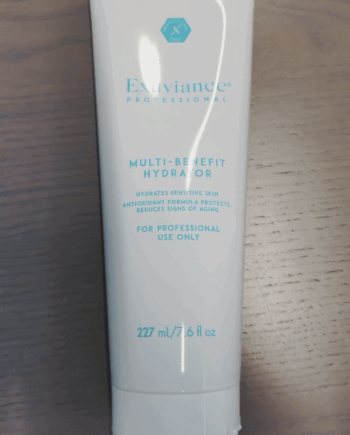 X
Exuviance®
PROFESSIONAL
MULTI-BENEFIT
HYDRATOR
HYDRATES SENSITIVE SKIN
ANTIOXIDANT FORMULA PROTECTS,
REDUCES SIGNS OF AGING
FOR PROFESSIONAL
USE ONLY
227 mL/7.6 fl oz